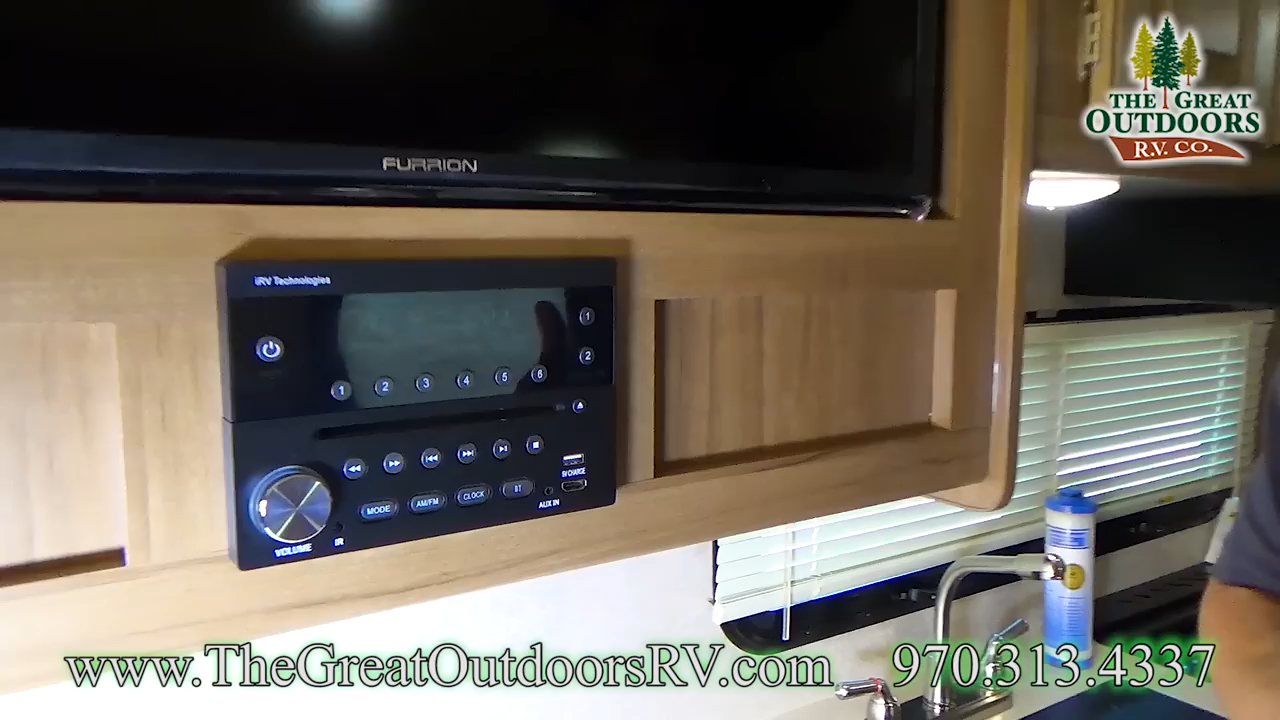 THE GREAT
OUTDOORS
R.V. CO.
FURRION
iRV Technologies
1
2
1 2 3 4 5 6
5V CHARGE
MODE AM/FM CLOCK BT
AUX IN
VOLUME IR
www.TheGreatOutdoorsRV.com 970.313.4337